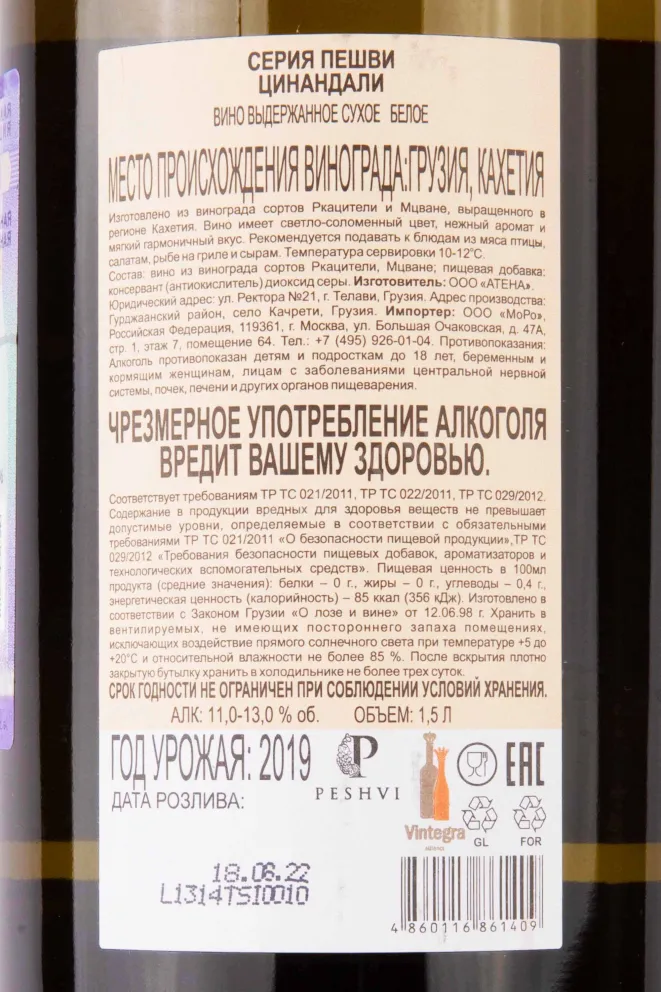 СЕРИЯ ПЕШВИ
ЦИНАНДАЛИ
ВИНО ВЫДЕРЖАННОЕ СУХОЕ БЕЛОЕ
МЕСТО ПРОИСХОЖДЕНИЯ ВИНОГРАДА:ГРУЗИЯ, КАХЕТИЯ
Изготовлено из винограда сортов Ркацители и Мцване, выращенного в
регионе Кахетия. Вино имеет светло-соломенный цвет, нежный аромат и
мягкий гармоничный вкус. Рекомендуется подавать к блюдам из мяса птицы,
салатам, рыбе на гриле и сырам. Температура сервировки 10-12°С.
Состав: вино из винограда сортов Ркацители, Мцване; пищевая добавка:
консервант (антиокислитель) диоксид серы. Изготовитель: ООО «АТЕНА».
Юридический адрес: ул. Ректора №21, г. Телави, Грузия. Адрес производства:
Гурджаанский район, село Качрети, Грузия. Импортер: ООО «МоРо»,
Российская Федерация, 119361, г. Москва, ул. Большая Очаковская, д. 47А,
стр. 1, этаж 7, помещение 64. Тел.: +7 (495) 926-01-04. Противопоказания:
Алкоголь противопоказан детям и подросткам до 18 лет, беременным и
кормящим женщинам, лицам с заболеваниями центральной нервной
системы, почек, печени и других органов пищеварения.
ЧРЕЗМЕРНОЕ УПОТРЕБЛЕНИЕ АЛКОГОЛЯ
ВРЕДИТ ВАШЕМУ ЗДОРОВЬЮ.
Соответствует требованиям ТР ТС 021/2011, ТР ТС 022/2011, ТР ТС 029/2012.
Содержание в продукции вредных для здоровья веществ не превышает
допустимые уровни, определяемые в соответствии с обязательными
требованиями ТР ТС 021/2011 «О безопасности пищевой продукции»,ТР ТС
029/2012 «Требования безопасности пищевых добавок, ароматизаторов и
технологических вспомогательных средств». Пищевая ценность в 100мл
продукта (средние значения): белки – 0 г., жиры – 0 г., углеводы – 0,4 г.,
энергетическая ценность (калорийность) – 85 ккал (356 кДж). Изготовлено в
соответствии с Законом Грузии «О лозе и вине» от 12.06.98 г. Хранить в
вентилируемых, не имеющих постороннего запаха помещениях,
исключающих воздействие прямого солнечного света при температуре +5 до
+20°С и относительной влажности не более 85 %. После вскрытия плотно
закрытую бутылку хранить в холодильнике не более трех суток.
СРОК ГОДНОСТИ НЕ ОГРАНИЧЕН ПРИ СОБЛЮДЕНИИ УСЛОВИЙ ХРАНЕНИЯ.
АЛК: 11,0-13,0 % об. ОБЪЕМ: 1,5 Л
ГОД УРОЖАЯ: 2019
ДАТА РОЗЛИВА:
PESHVI
Vintegra
EAC
GL
FOR
18.06.22
L1314TSI0010
4 860116 861409